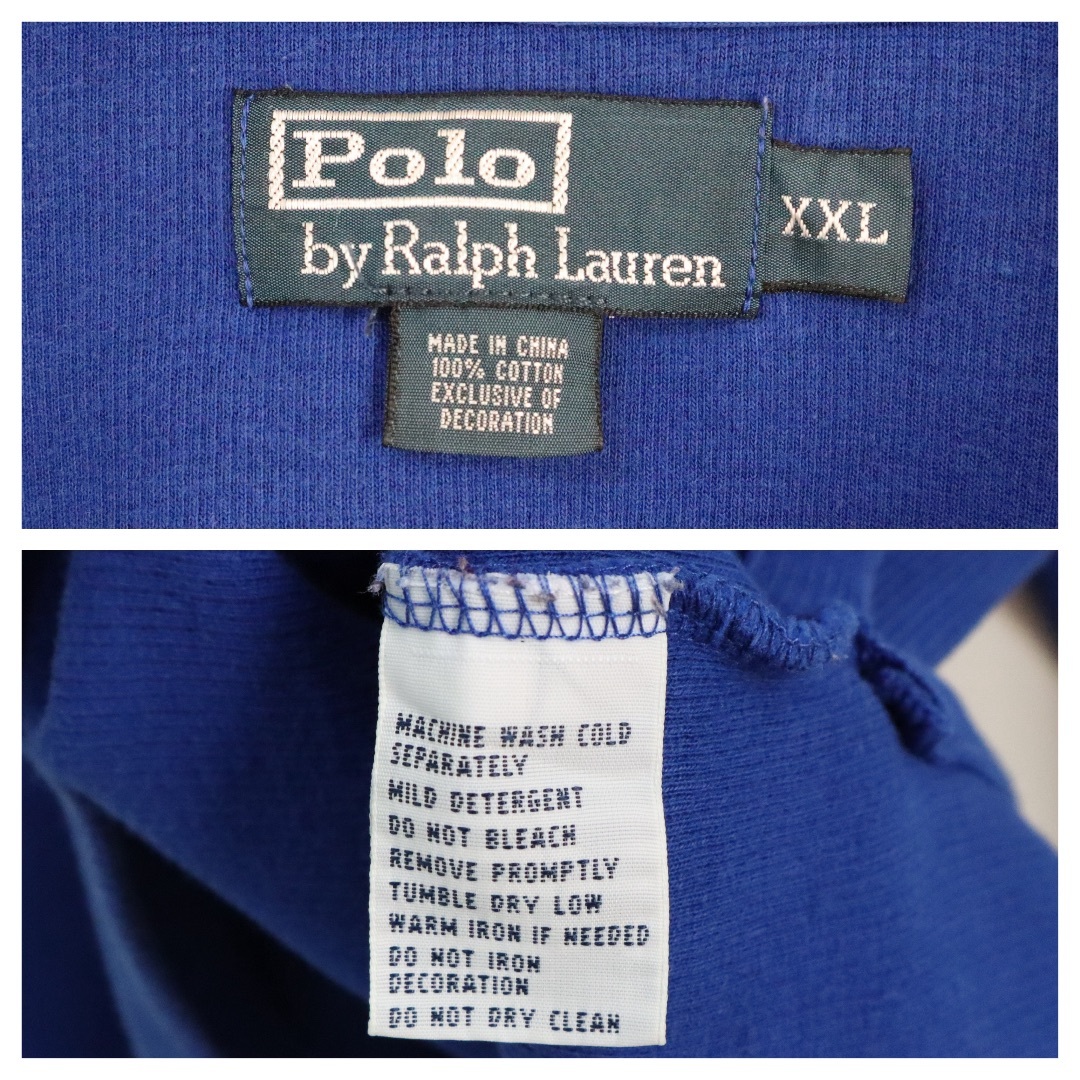 Polo
by Ralph Lauren
XXL
MADE IN CHINA
100% COTTON
EXCLUSIVE OF
DECORATION
MACHINE WASH COLD
SEPARATELY
MILD DETERGENT
DO NOT BLEACH
REMOVE PROMPTLY
TUMBLE DRY LOW
WARM IRON IF NEEDED
DO NOT IRON
DECORATION
DO NOT DRY CLEAN